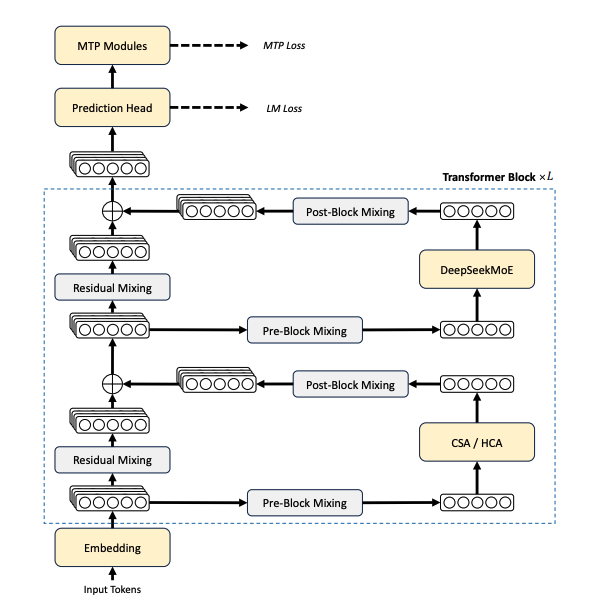 MTP Modules
MTP Loss
Prediction Head
LM Loss
Transformer Block ×L
Post-Block Mixing
DeepSeekMoE
Residual Mixing
Pre-Block Mixing
Post-Block Mixing
CSA / HCA
Residual Mixing
Pre-Block Mixing
Embedding
Input Tokens